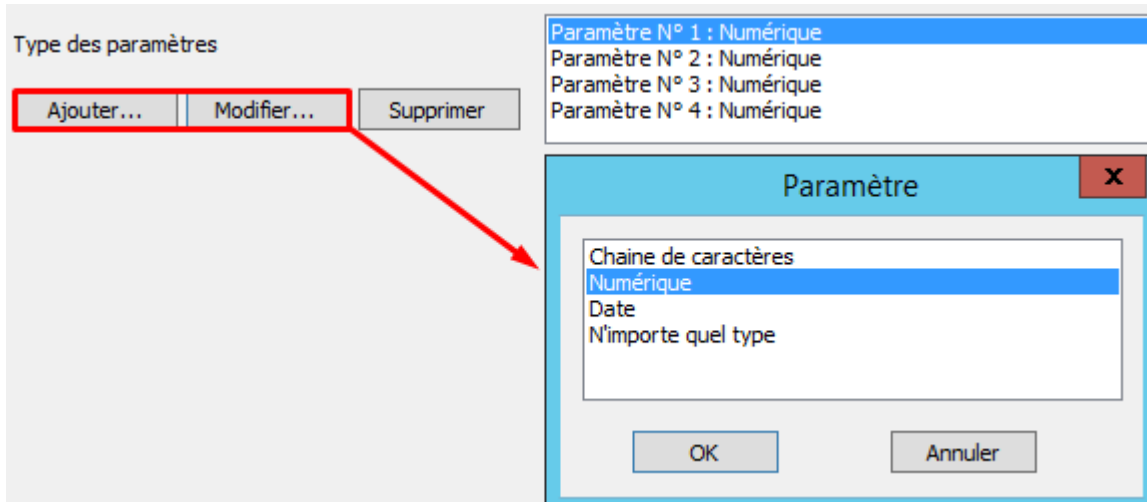 Type des paramètres
Ajouter... Modifier... Supprimer
Paramètre N° 1 : Numérique
Paramètre N° 2 : Numérique
Paramètre N° 3 : Numérique
Paramètre N° 4 : Numérique
Paramètre x
Chaine de caractères
Numérique
Date
N'importe quel type
OK Annuler